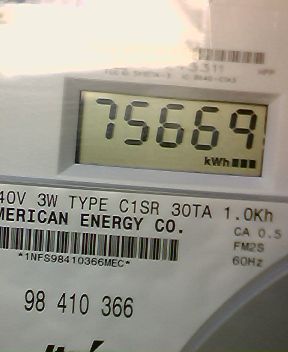 75669
kWh
40V 3W TYPE C1SR 30TA 1.0Kh
MERICAN ENERGY CO.
CA 0.5
FM2S
*1NFS98410366MEC*
60Hz
98 410 366